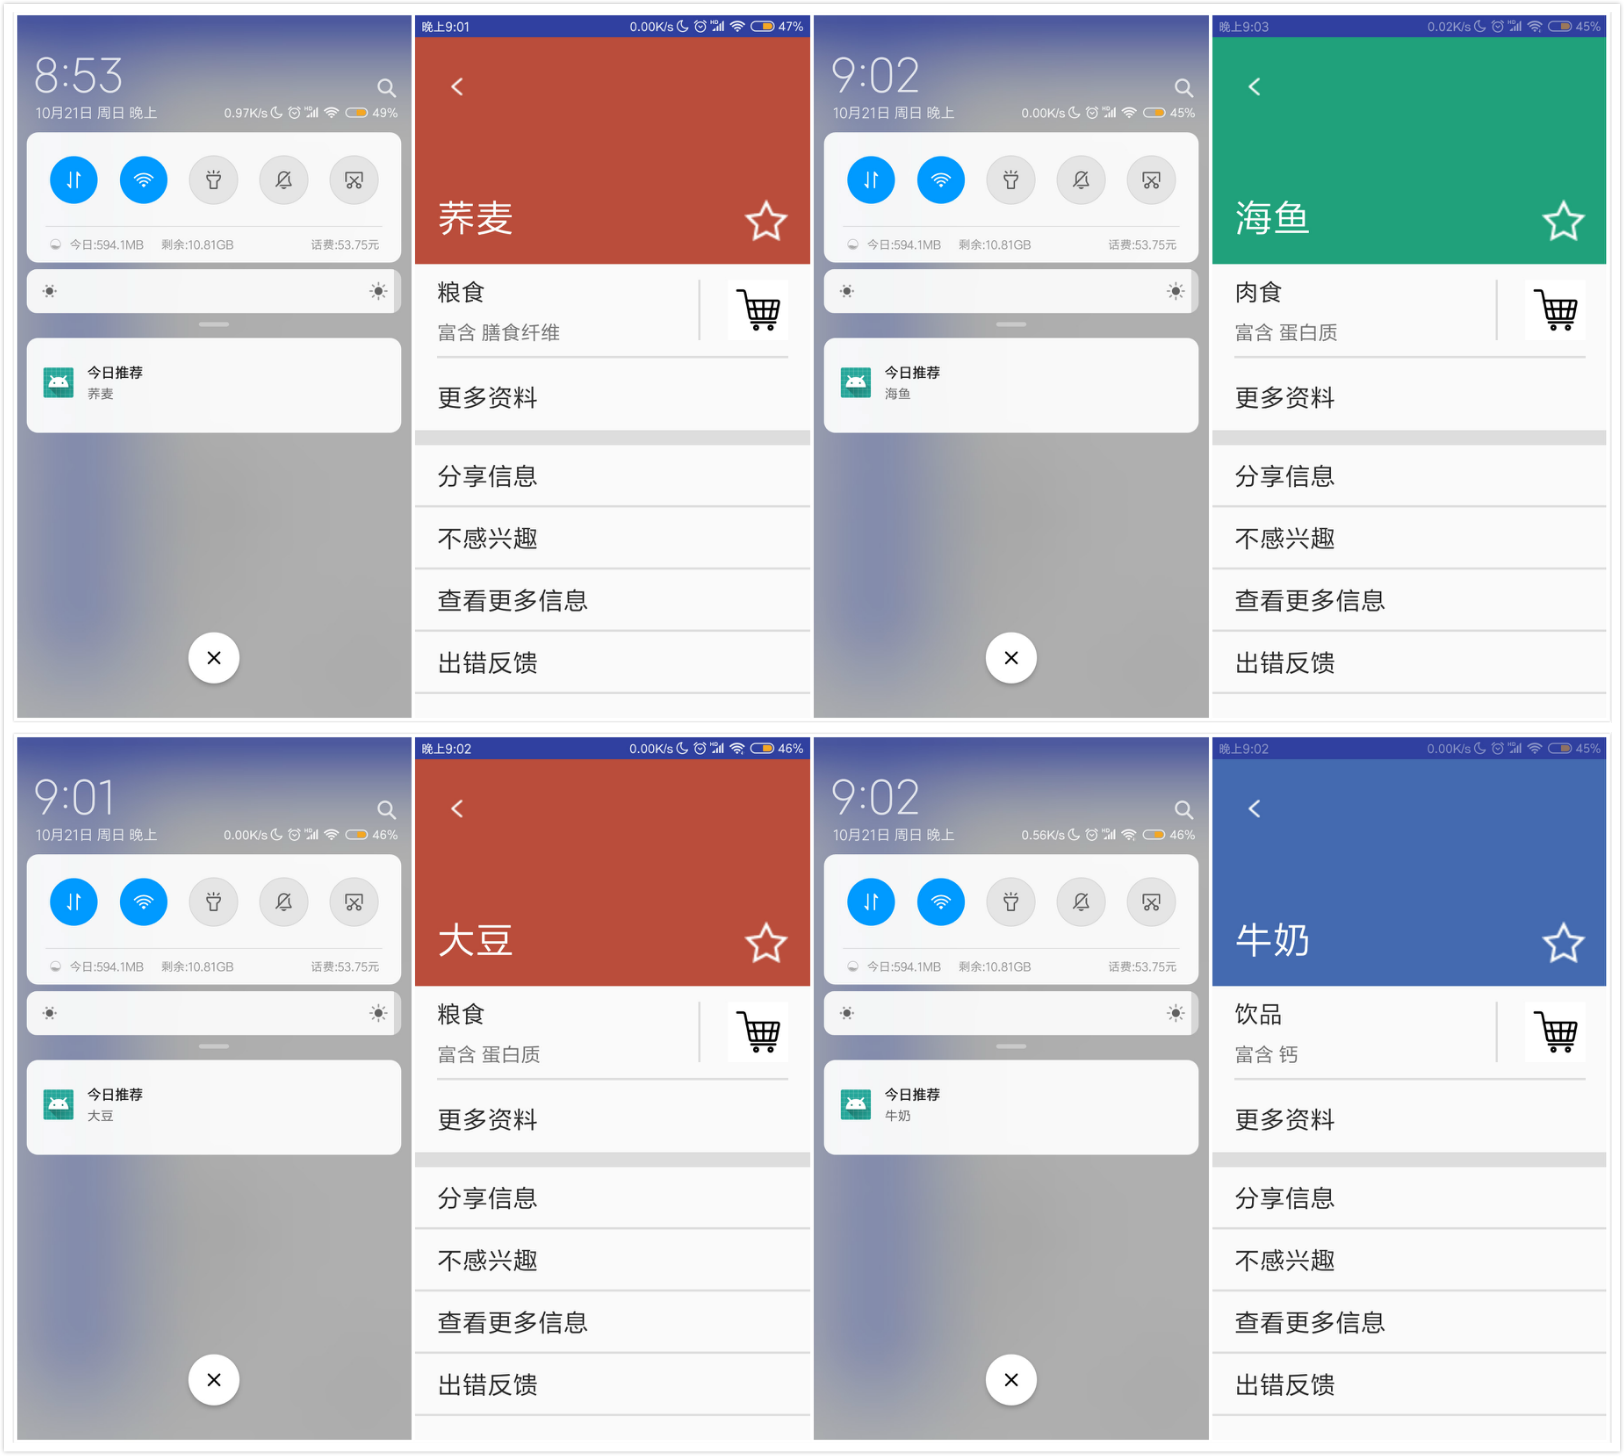 8:53
10月21日 周日 晚上
0.97K/s 49%
今日:594.1MB 剩余:10.81GB 话费:53.75元
今日推荐
荞麦
晚上9:01 0.00K/s 47%
荞麦
粮食
富含 膳食纤维
更多资料
分享信息
不感兴趣
查看更多信息
出错反馈
9:02
10月21日 周日 晚上
0.00K/s 45%
今日:594.1MB 剩余:10.81GB 话费:53.75元
今日推荐
海鱼
晚上9:03 0.02K/s 45%
海鱼
肉食
富含 蛋白质
更多资料
分享信息
不感兴趣
查看更多信息
出错反馈
9:01
10月21日 周日 晚上
0.00K/s 46%
今日:594.1MB 剩余:10.81GB 话费:53.75元
今日推荐
大豆
晚上9:02 0.00K/s 46%
大豆
粮食
富含 蛋白质
更多资料
分享信息
不感兴趣
查看更多信息
出错反馈
9:02
10月21日 周日 晚上
0.56K/s 46%
今日:594.1MB 剩余:10.81GB 话费:53.75元
今日推荐
牛奶
晚上9:02 0.00K/s 45%
牛奶
饮品
富含 钙
更多资料
分享信息
不感兴趣
查看更多信息
出错反馈